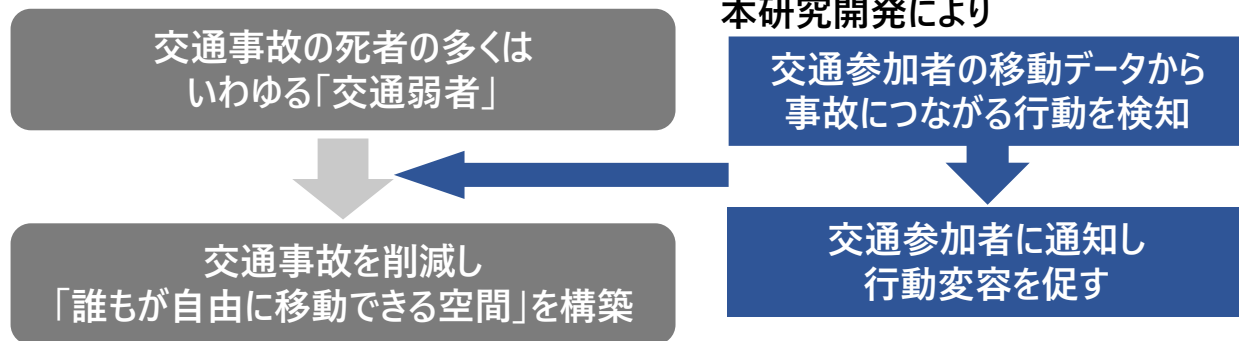 交通事故の死者の多くは
いわゆる「交通弱者」
交通事故を削減し
「誰もが自由に移動できる空間」を構築
本研究開発により
交通参加者の移動データから
事故につながる行動を検知
交通参加者に通知し
行動変容を促す